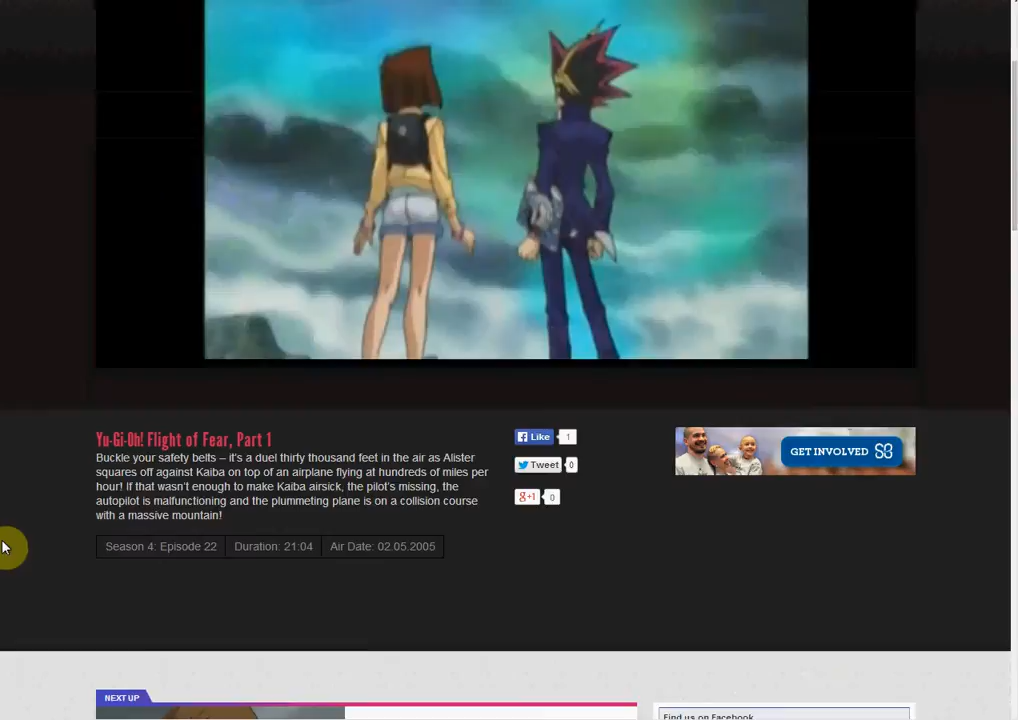 Yu-Gi-Oh! Flight of Fear, Part 1
Buckle your safety belts – it's a duel thirty thousand feet in the air as Alister
squares off against Kaiba on top of an airplane flying at hundreds of miles per
hour! If that wasn't enough to make Kaiba airsick, the pilot's missing, the
autopilot is malfunctioning and the plummeting plane is on a collision course
with a massive mountain!
Season 4: Episode 22 Duration: 21:04 Air Date: 02.05.2005
Like 1
Tweet 0
g+1 0
GET INVOLVED
NEXT UP
Find us on Facebook